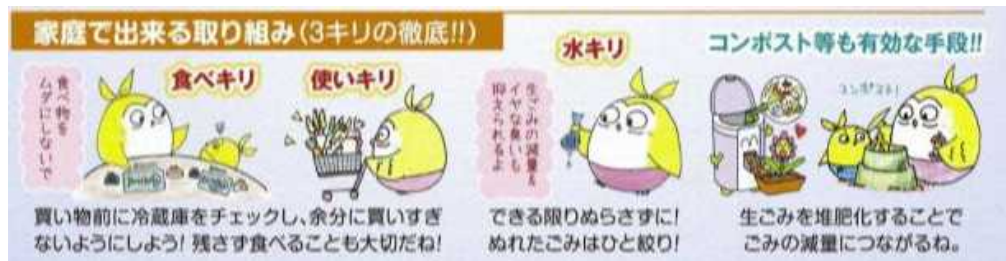 家庭で出来る取り組み(3キリの徹底!!)
食べキリ
食べ物を
ムダにしないで
使いキリ
買い物前に冷蔵庫をチェックし、余分に買いすぎ
ないようにしよう! 残さず食べることも大切だね!
水キリ
生ごみの減量&
イヤな臭いも
抑えられるよ
できる限りぬらさずに!
ぬれたごみはひと絞り!
コンポスト等も有効な手段!!
コンポスト!
生ごみを堆肥化することで
ごみの減量につながるね。